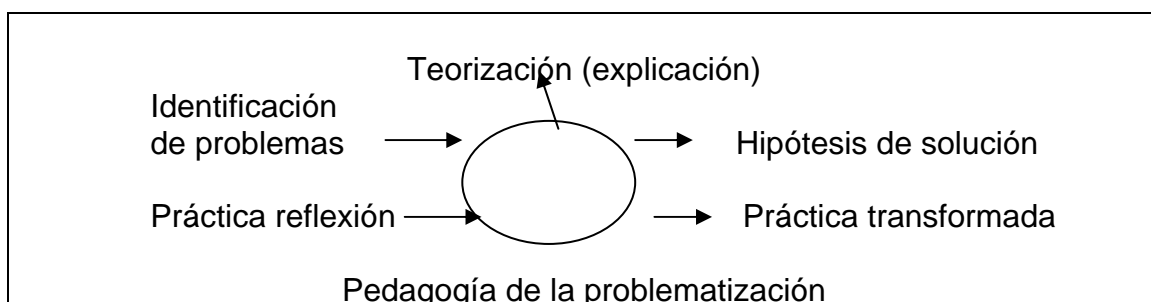 Teorización (explicación)
Identificación
de problemas
Hipótesis de solución
Práctica reflexión
Práctica transformada
Pedagogía de la problematización